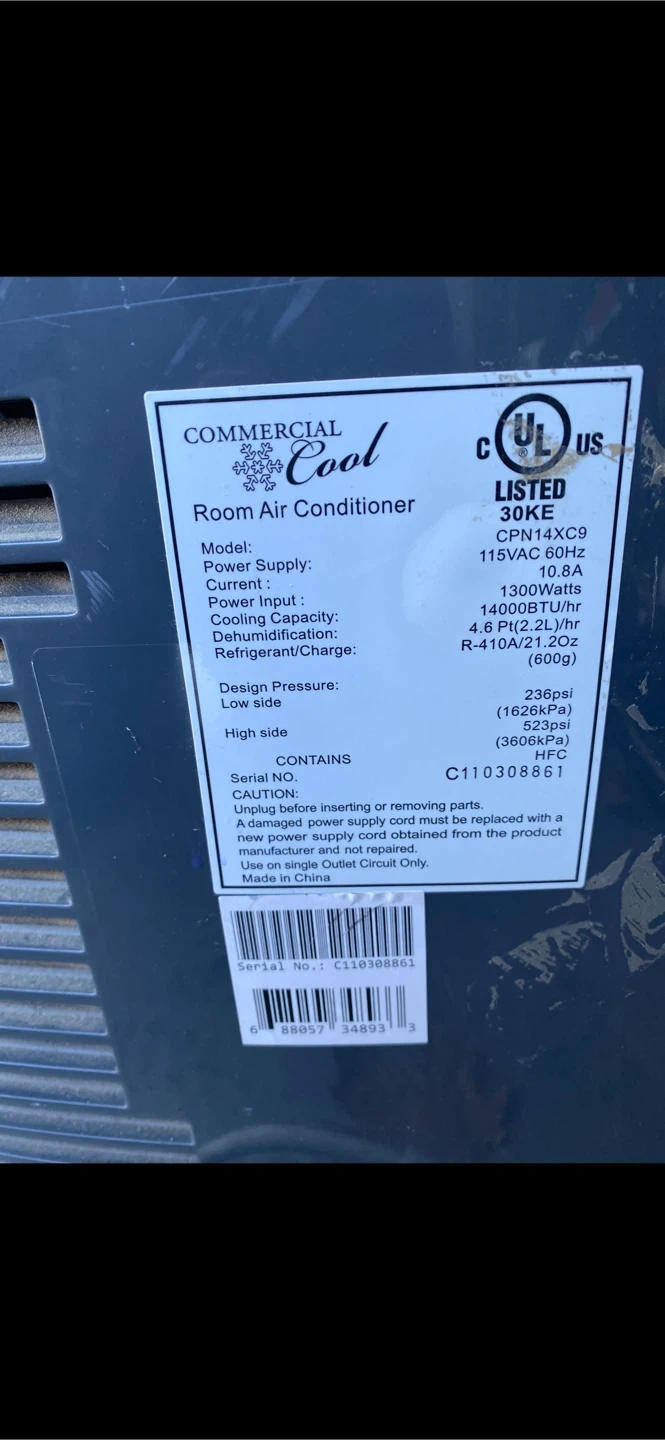 COMMERCIAL
Cool
C UL® US
LISTED
30KE
Room Air Conditioner
Model: CPN14XC9
Power Supply: 115VAC 60Hz
Current : 10.8A
Power Input : 1300Watts
Cooling Capacity: 14000BTU/hr
Dehumidification: 4.6 Pt(2.2L)/hr
Refrigerant/Charge: R-410A/21.2Oz
(600g)
Design Pressure:
Low side 236psi
(1626kPa)
High side 523psi
(3606kPa)
CONTAINS HFC
Serial NO. C110308861
CAUTION:
Unplug before inserting or removing parts.
A damaged power supply cord must be replaced with a
new power supply cord obtained from the product
manufacturer and not repaired.
Use on single Outlet Circuit Only.
Made in China
Serial No.: C110308861
6 88057 34893 3